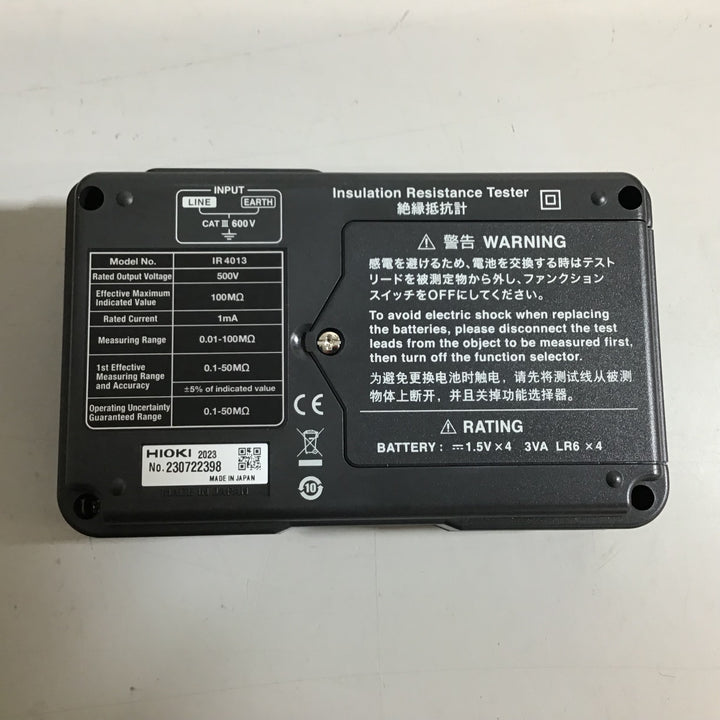 INPUT
LINE EARTH
CAT III 600V
Insulation Resistance Tester
絶縁抵抗計
Model No. IR4013
Rated Output Voltage 500V
Effective Maximum Indicated Value 100MΩ
Rated Current 1mA
Measuring Range 0.01-100MΩ
1st Effective Measuring Range and Accuracy 0.1-50MΩ
±5% of indicated value
Operating Uncertainty Guaranteed Range 0.1-50MΩ
HIOKI 2023
No.230722398
MADE IN JAPAN
MADE IN JAPAN
CE
10
⚠ 警告 WARNING
感電を避けるため、電池を交換する時はテスト
リードを被測定物から外し、ファンクション
スイッチをOFFにしてください。
To avoid electric shock when replacing
the batteries, please disconnect the test
leads from the object to be measured first,
then turn off the function selector.
为避免更换电池时触电，请先将测试线从被测
物体上断开，并且关掉功能选择器。
⚠ RATING
BATTERY: ⎓1.5V×4 3VA LR6 ×4